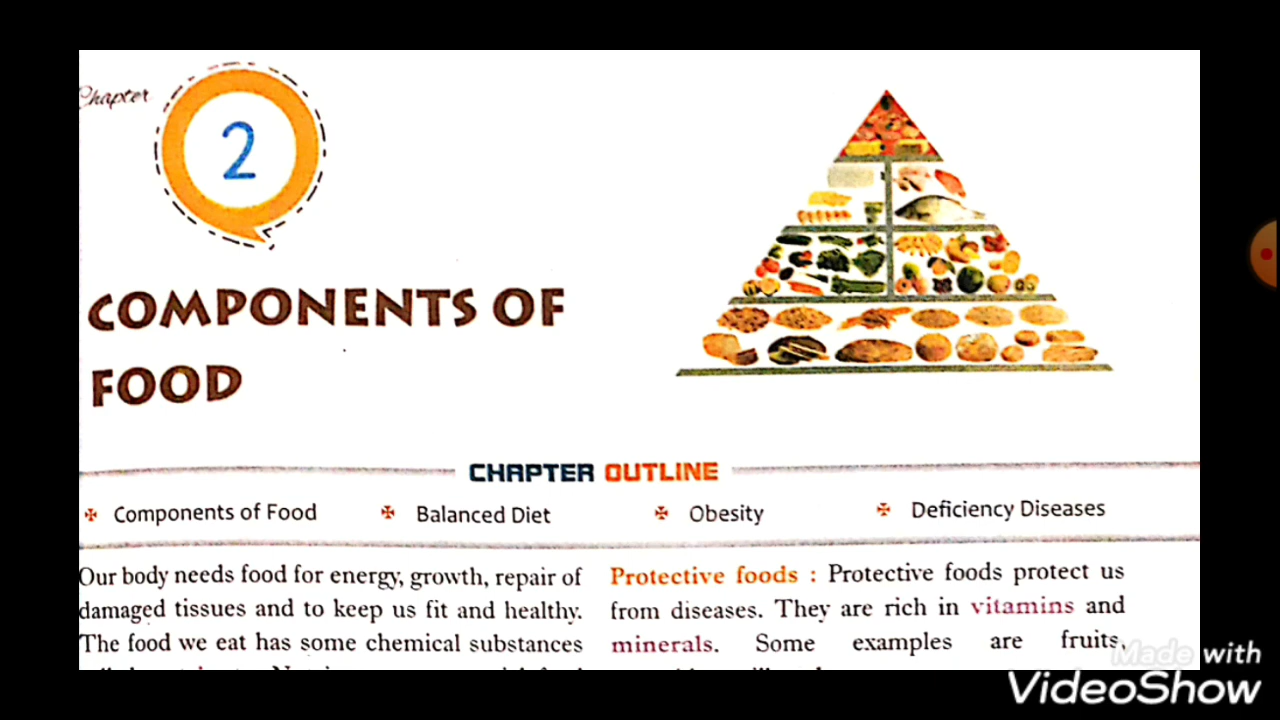 Chapter
2
COMPONENTS OF
FOOD
CHAPTER OUTLINE
✠ Components of Food ✠ Balanced Diet ✠ Obesity ✠ Deficiency Diseases
Our body needs food for energy, growth, repair of
damaged tissues and to keep us fit and healthy.
The food we eat has some chemical substances
Protective foods : Protective foods protect us
from diseases. They are rich in vitamins and
minerals. Some examples are fruits,
Made with
VideoShow